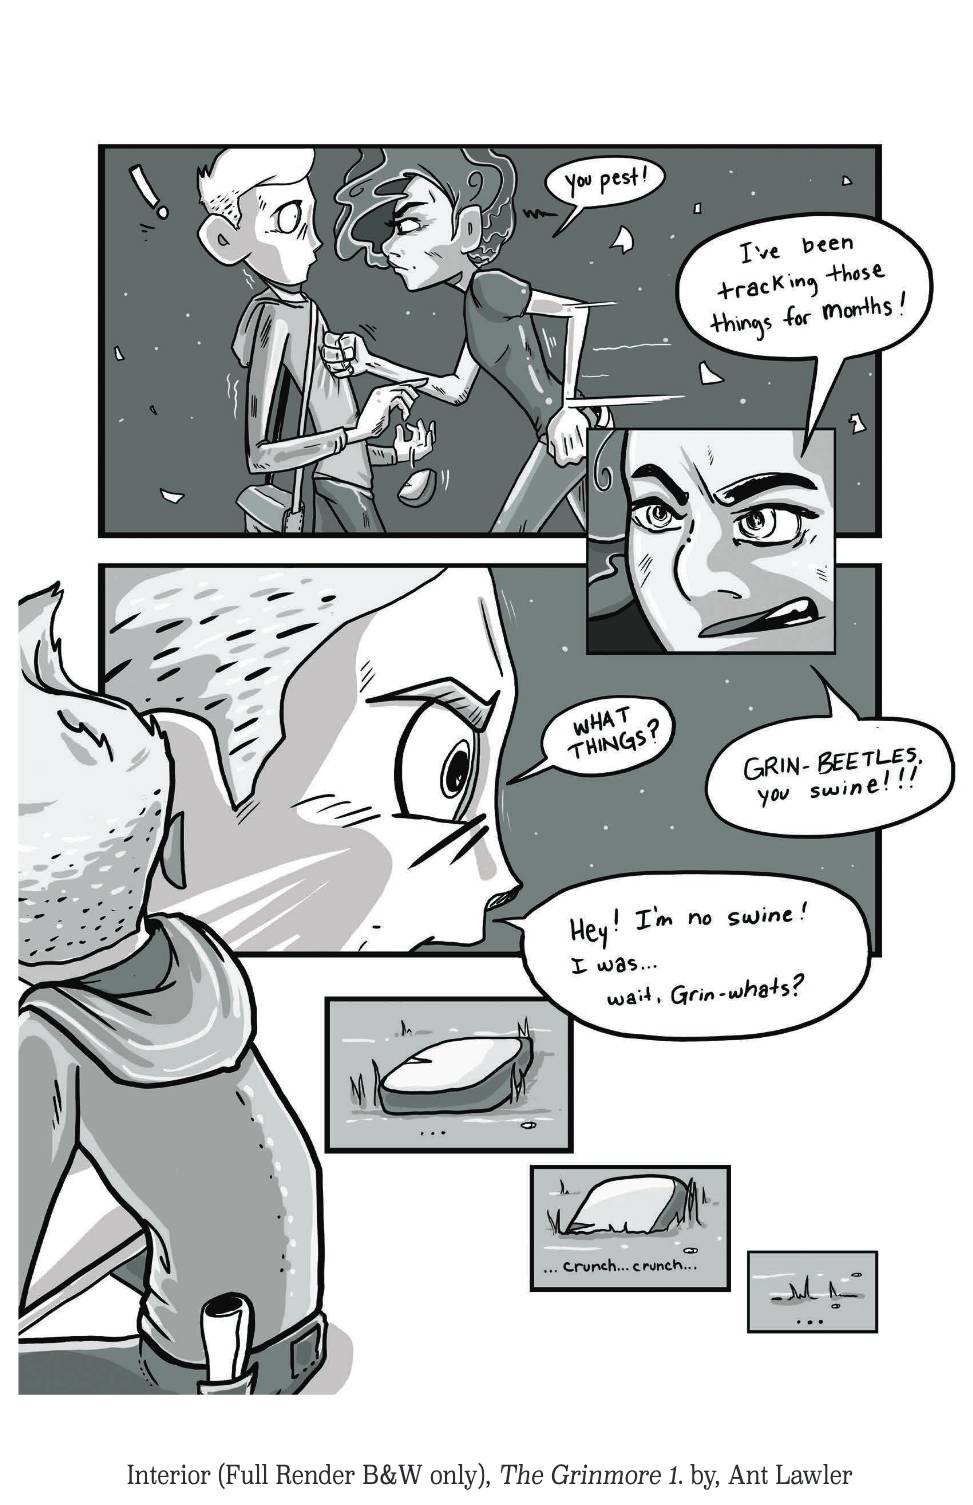 !
You pest!
I've been
tracking those
things for months!
WHAT
THINGS?
GRIN-BEETLES,
you swine!!!
Hey! I'm no swine!
I was...
wait, Grin-whats?
...
... crunch... crunch...
...
Interior (Full Render B&W only), The Grinmore 1. by, Ant Lawler